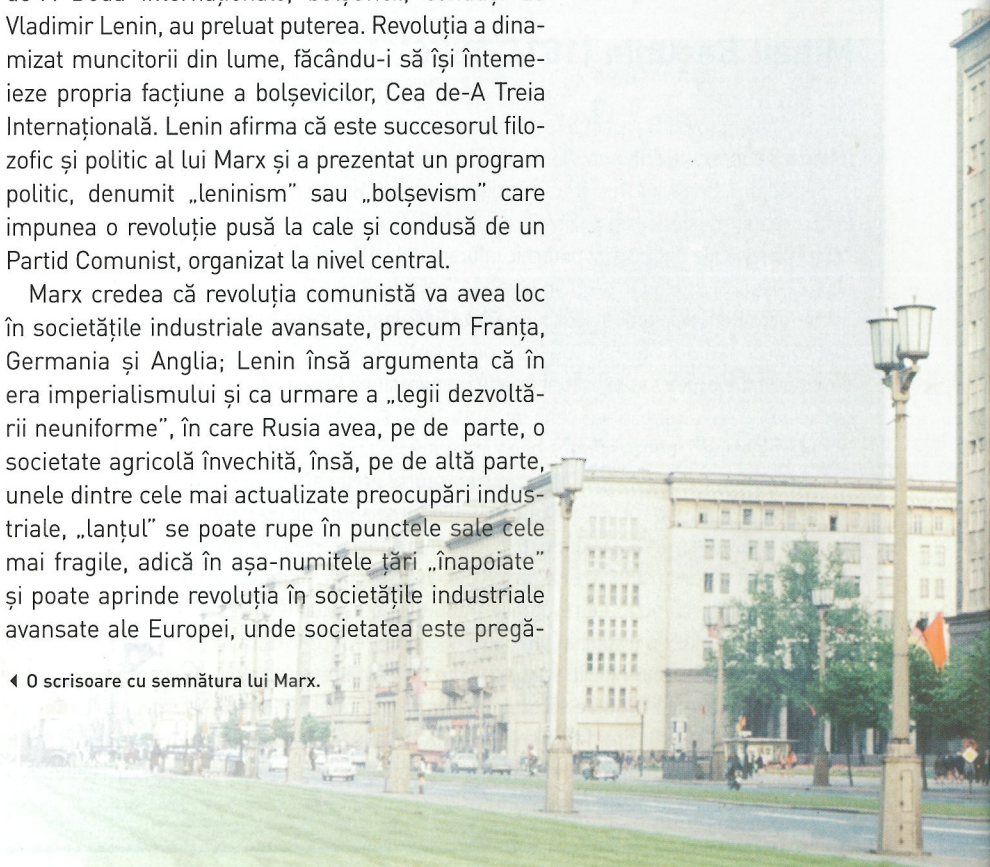 Vladimir Lenin, au preluat puterea. Revoluția a dina-
mizat muncitorii din lume, făcându-i să își înteme-
ieze propria facțiune a bolșevicilor, Cea de-A Treia
Internațională. Lenin afirma că este succesorul filo-
zofic și politic al lui Marx și a prezentat un program
politic, denumit „leninism” sau „bolșevism” care
impunea o revoluție pusă la cale și condusă de un
Partid Comunist, organizat la nivel central.
Marx credea că revoluția comunistă va avea loc
în societățile industriale avansate, precum Franța,
Germania și Anglia; Lenin însă argumenta că în
era imperialismului și ca urmare a „legii dezvoltă-
rii neuniforme”, în care Rusia avea, pe de parte, o
societate agricolă învechită, însă, pe de altă parte,
unele dintre cele mai actualizate preocupări indus-
triale, „lanțul” se poate rupe în punctele sale cele
mai fragile, adică în așa-numitele țări „înapoiate”
și poate aprinde revoluția în societățile industriale
avansate ale Europei, unde societatea este pregă-
◀ O scrisoare cu semnătura lui Marx.